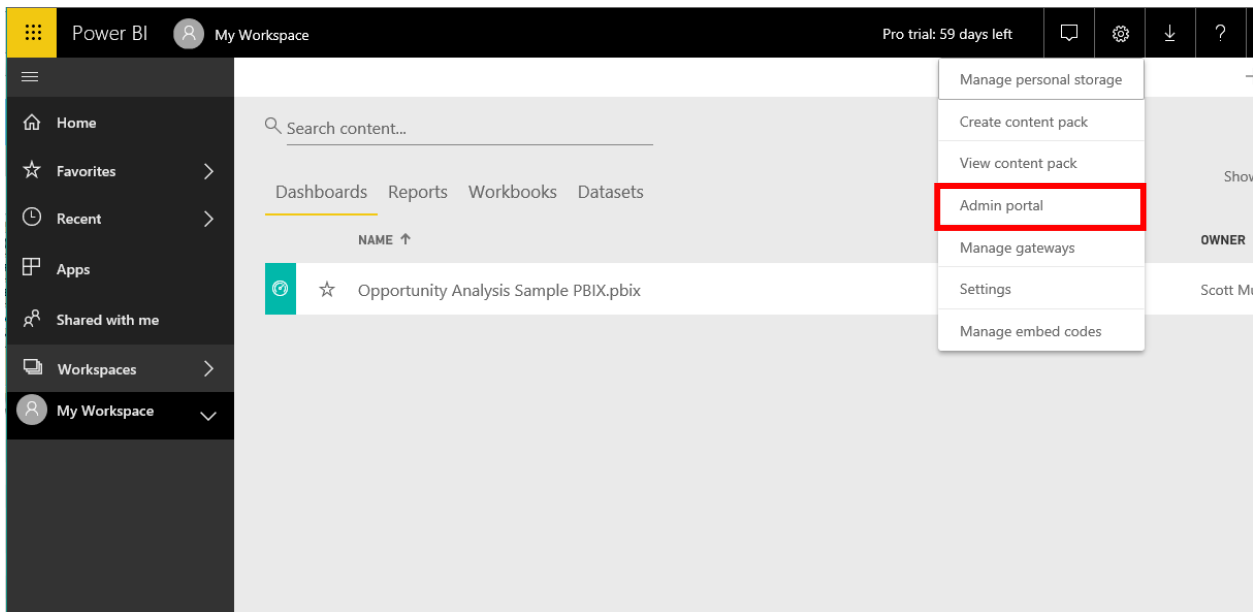 Power BI My Workspace Pro trial: 59 days left ?
Manage personal storage
Create content pack
View content pack
Admin portal
Manage gateways
Settings
Manage embed codes
Home
Favorites
Recent
Apps
Shared with me
Workspaces
My Workspace
Search content...
Dashboards Reports Workbooks Datasets
NAME OWNER
Opportunity Analysis Sample PBIX.pbix Scott